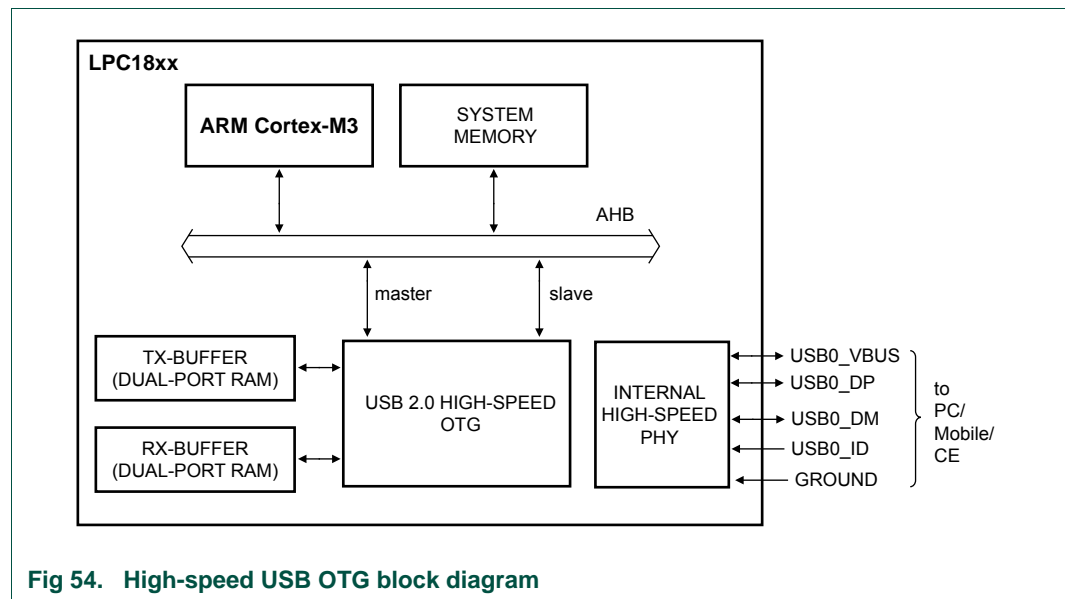 LPC18xx
ARM Cortex-M3
SYSTEM
MEMORY
AHB
master
slave
TX-BUFFER
(DUAL-PORT RAM)
RX-BUFFER
(DUAL-PORT RAM)
USB 2.0 HIGH-SPEED
OTG
INTERNAL
HIGH-SPEED
PHY
USB0_VBUS
USB0_DP
USB0_DM
USB0_ID
GROUND
to
PC/
Mobile/
CE
Fig 54. High-speed USB OTG block diagram